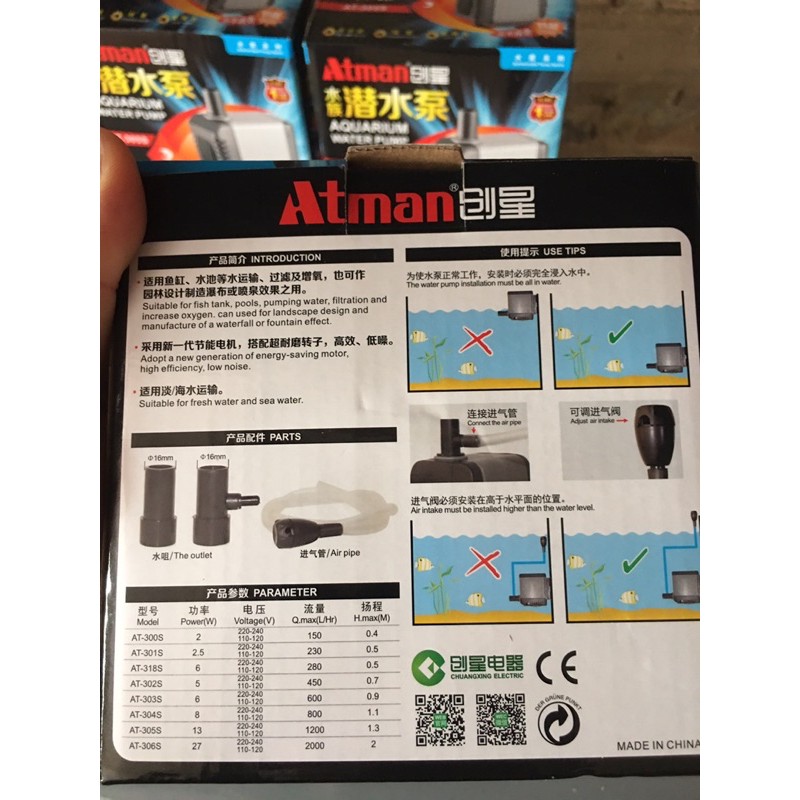 Atman创星
潜水泵
AQUARIUM
WATER PUMP
Atman创星
水族潜水泵
AQUARIUM
WATER PUMP
Atman®创星
产品简介 INTRODUCTION
· 适用鱼缸、水池等水运输、过滤及增氧，也可作
园林设计制造瀑布或喷泉效果之用。
Suitable for fish tank, pools, pumping water, filtration and
increase oxygen. can used for landscape design and
manufacture of a waterfall or fountain effect.
· 采用新一代节能电机，搭配超耐磨转子，高效、低噪。
Adopt a new generation of energy-saving motor,
high efficiency, low noise.
· 适用淡/海水运输。
Suitable for fresh water and sea water.
产品配件 PARTS
Φ16mm Φ16mm
水咀/The outlet 进气管/Air pipe
产品参数 PARAMETER
型号 功率 电压 流量 扬程
Model Power(W) Voltage(V) Q.max(L/Hr) H.max(M)
AT-300S 2 220-240 110-120 150 0.4
AT-301S 2.5 220-240 110-120 230 0.5
AT-318S 6 220-240 110-120 280 0.5
AT-302S 5 220-240 110-120 450 0.7
AT-303S 6 220-240 110-120 600 0.9
AT-304S 8 220-240 110-120 800 1.1
AT-305S 13 220-240 110-120 1200 1.3
AT-306S 27 220-240 110-120 2000 2
使用提示 USE TIPS
为使水泵正常工作，安装时必须完全浸入水中。
The water pump installation must be all in water.
连接进气管
Connect the air pipe
可调进气阀
Adjust air intake
进气阀必须安装在高于水平面的位置。
Air intake must be installed higher than the water level.
创星电器
CHUANGXING ELECTRIC
CE
DER GRÜNE PUNKT
MADE IN CHINA